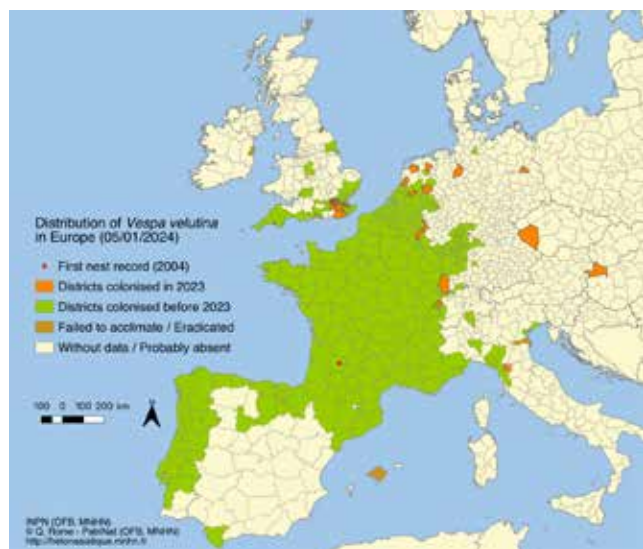 Distribution of Vespa velutina
in Europe (05/01/2024)
First nest record (2004)
Districts colonised in 2023
Districts colonised before 2023
Failed to acclimate / Eradicated
Without data / Probably absent
100 0 100 200 km
N
INPN (OFB, MNHN)
© Q. Rome - PatriNat (OFB, MNHN)
http://frelonasiatique.mnhn.fr